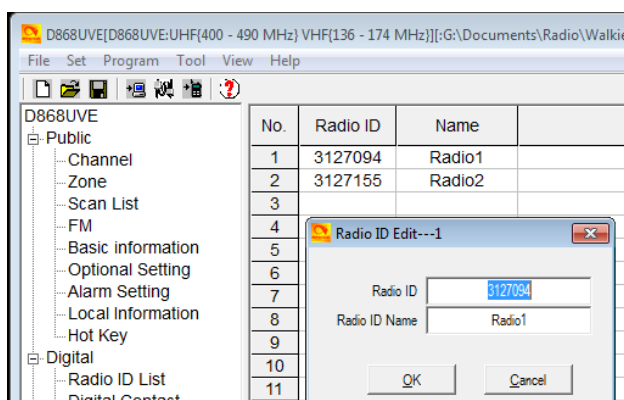 D868UVE[D868UVE:UHF{400 - 490 MHz} VHF{136 - 174 MHz}][:G:\Documents\Radio\Walkie
File Set Program Tool View Help
D868UVE
Public
Channel
Zone
Scan List
FM
Basic information
Optional Setting
Alarm Setting
Local Information
Hot Key
Digital
Radio ID List
Digital Contact
No. Radio ID Name
1 3127094 Radio1
2 3127155 Radio2
3
4
5
6
7
8
9
10
11
Radio ID Edit---1
Radio ID 3127094
Radio ID Name Radio1
OK Cancel